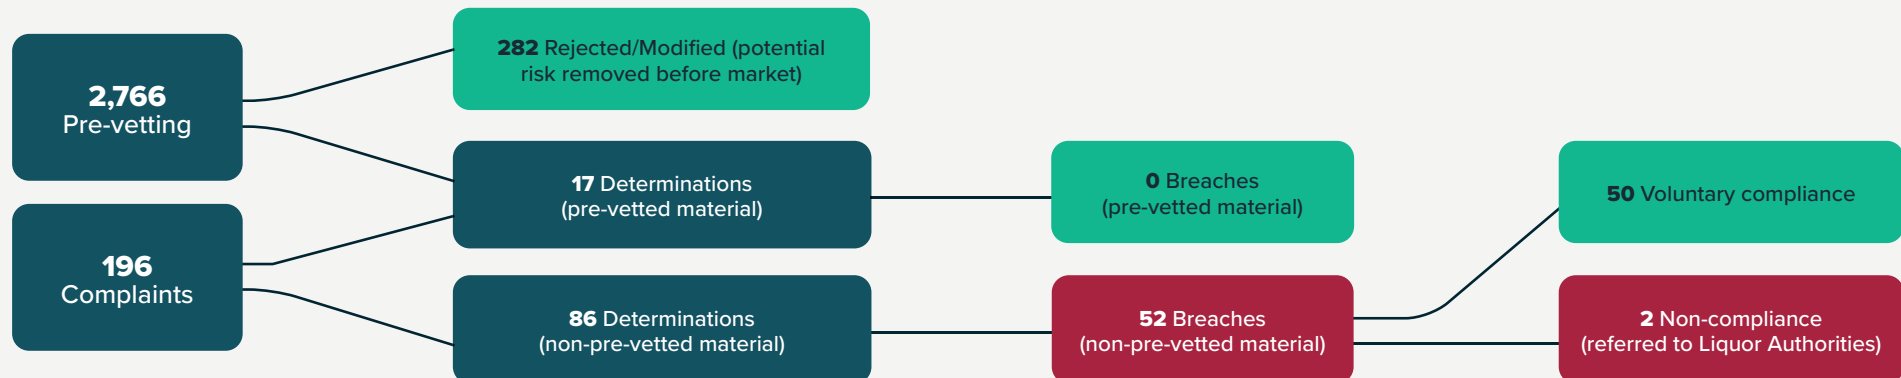 2,766
Pre-vetting
282 Rejected/Modified (potential
risk removed before market)
17 Determinations
(pre-vetted material)
0 Breaches
(pre-vetted material)
50 Voluntary compliance
196
Complaints
86 Determinations
(non-pre-vetted material)
52 Breaches
(non-pre-vetted material)
2 Non-compliance
(referred to Liquor Authorities)